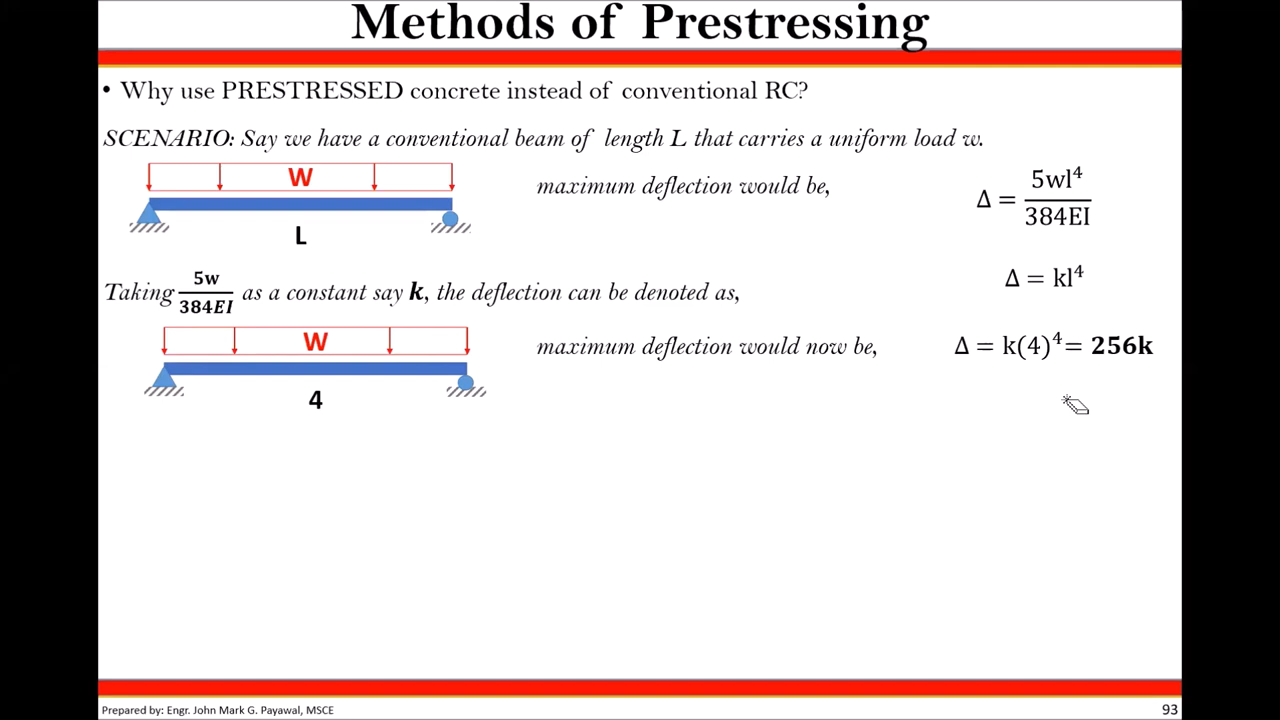 Methods of Prestressing
• Why use PRESTRESSED concrete instead of conventional RC?
SCENARIO: Say we have a conventional beam of length L that carries a uniform load w.
W
maximum deflection would be,
Δ = 5wl⁴/384EI
L
Taking 5w/384EI as a constant say k, the deflection can be denoted as,
Δ = kl⁴
W
maximum deflection would now be,
Δ = k(4)⁴= 256k
4
Prepared by: Engr. John Mark G. Payawal, MSCE
93